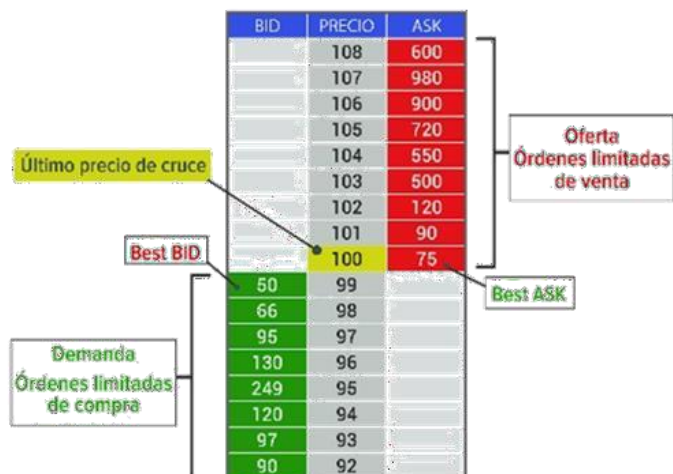 BID PRECIO ASK
108 600
107 980
106 900
105 720
104 550
103 500
102 120
101 90
100 75
50 99
66 98
95 97
130 96
249 95
120 94
97 93
90 92
Último precio de cruce
Best BID
Demanda
Órdenes limitadas
de compra
Oferta
Órdenes limitadas
de venta
Best ASK